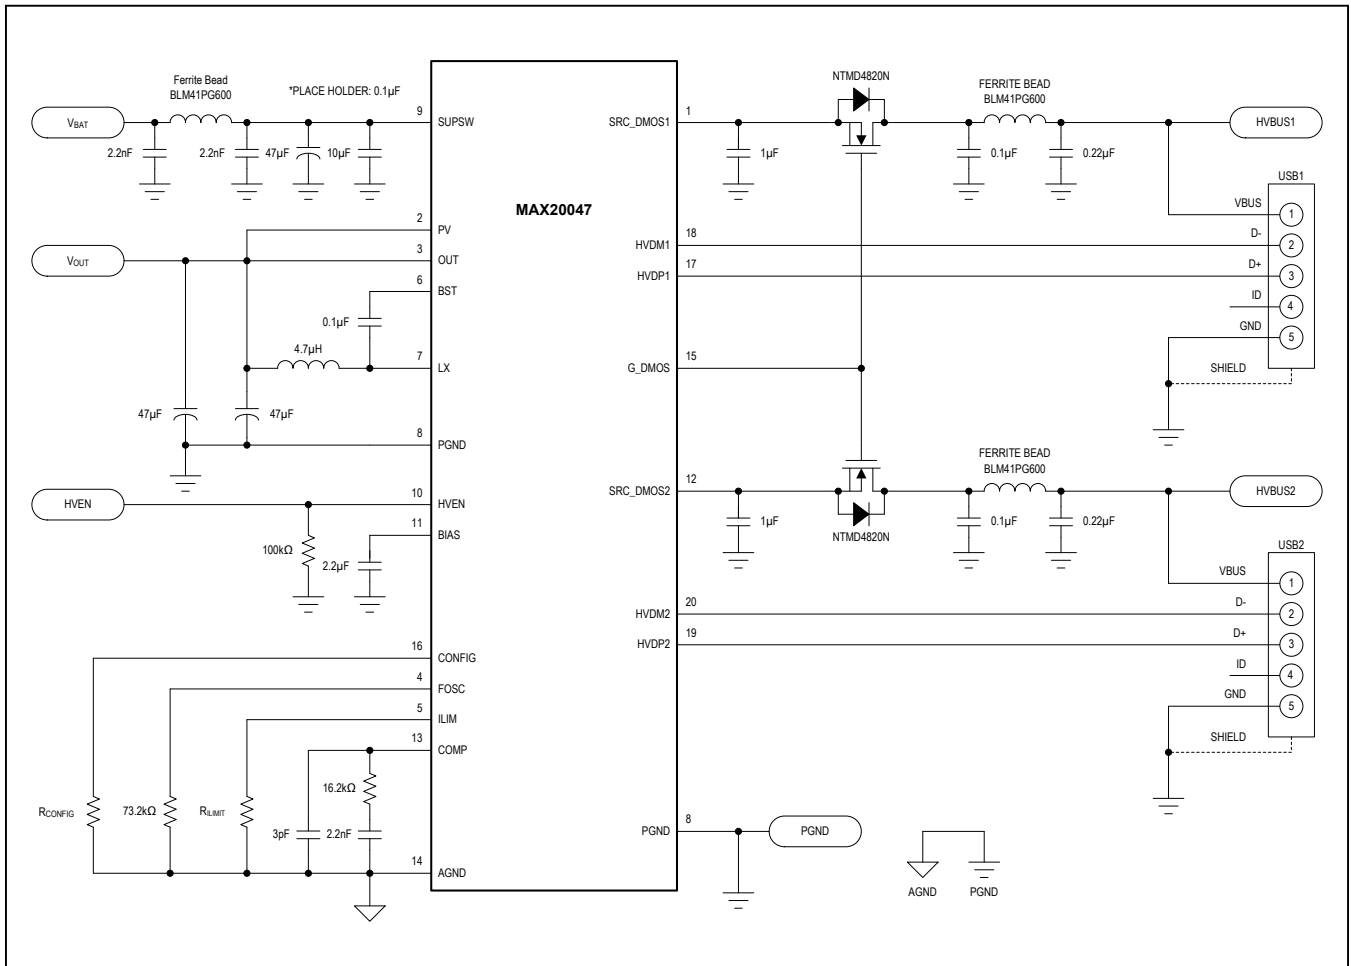 Ferrite Bead
BLM41PG600
*PLACE HOLDER: 0.1µF
VBAT
2.2nF
2.2nF
47µF
10µF
9
SUPSW
MAX20047
2
PV
VOUT
3
OUT
6
BST
0.1µF
4.7µH
7
LX
47µF
47µF
8
PGND
HVEN
10
HVEN
11
BIAS
100kΩ
2.2µF
16
CONFIG
4
FOSC
5
ILIM
13
COMP
16.2kΩ
RCONFIG
73.2kΩ
RILIMIT
3pF
2.2nF
14
AGND
NTMD4820N
FERRITE BEAD
BLM41PG600
SRC_DMOS1
1
HVBUS1
1µF
0.1µF
0.22µF
USB1
VBUS
1
HVDM1
18
D-
2
HVDP1
17
D+
3
ID
4
GND
5
SHIELD
G_DMOS
15
FERRITE BEAD
BLM41PG600
SRC_DMOS2
12
HVBUS2
1µF
NTMD4820N
0.1µF
0.22µF
USB2
VBUS
1
HVDM2
20
D-
2
HVDP2
19
D+
3
ID
4
GND
5
SHIELD
PGND
8
PGND
AGND
PGND